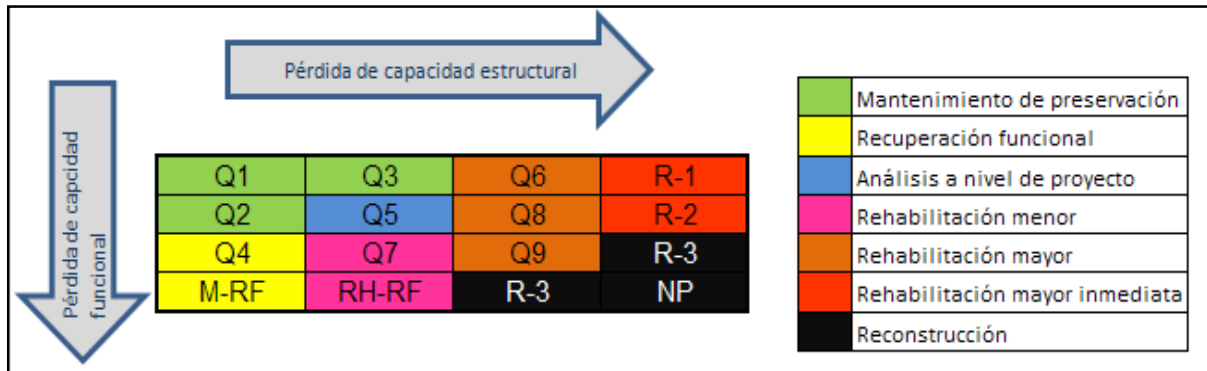 Pérdida de capacidad estructural
Pérdida de capcidad
funcional
Q1 Q3 Q6 R-1
Q2 Q5 Q8 R-2
Q4 Q7 Q9 R-3
M-RF RH-RF R-3 NP
Mantenimiento de preservación
Recuperación funcional
Análisis a nivel de proyecto
Rehabilitación menor
Rehabilitación mayor
Rehabilitación mayor inmediata
Reconstrucción